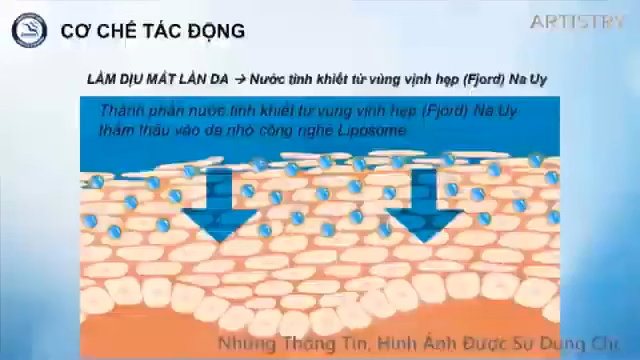 CƠ CHẾ TÁC ĐỘNG
ARTISTRY
LÀM DỊU MÁT LÀN DA → Nước tinh khiết từ vùng vịnh hẹp (Fjord) Na Uy
Thành phần nước tinh khiết từ vùng vịnh hẹp (Fjord) Na Uy
thẩm thấu vào da nhờ công nghệ Liposome
Những Thông Tin, Hình Ảnh Được Sử Dụng Chỉ